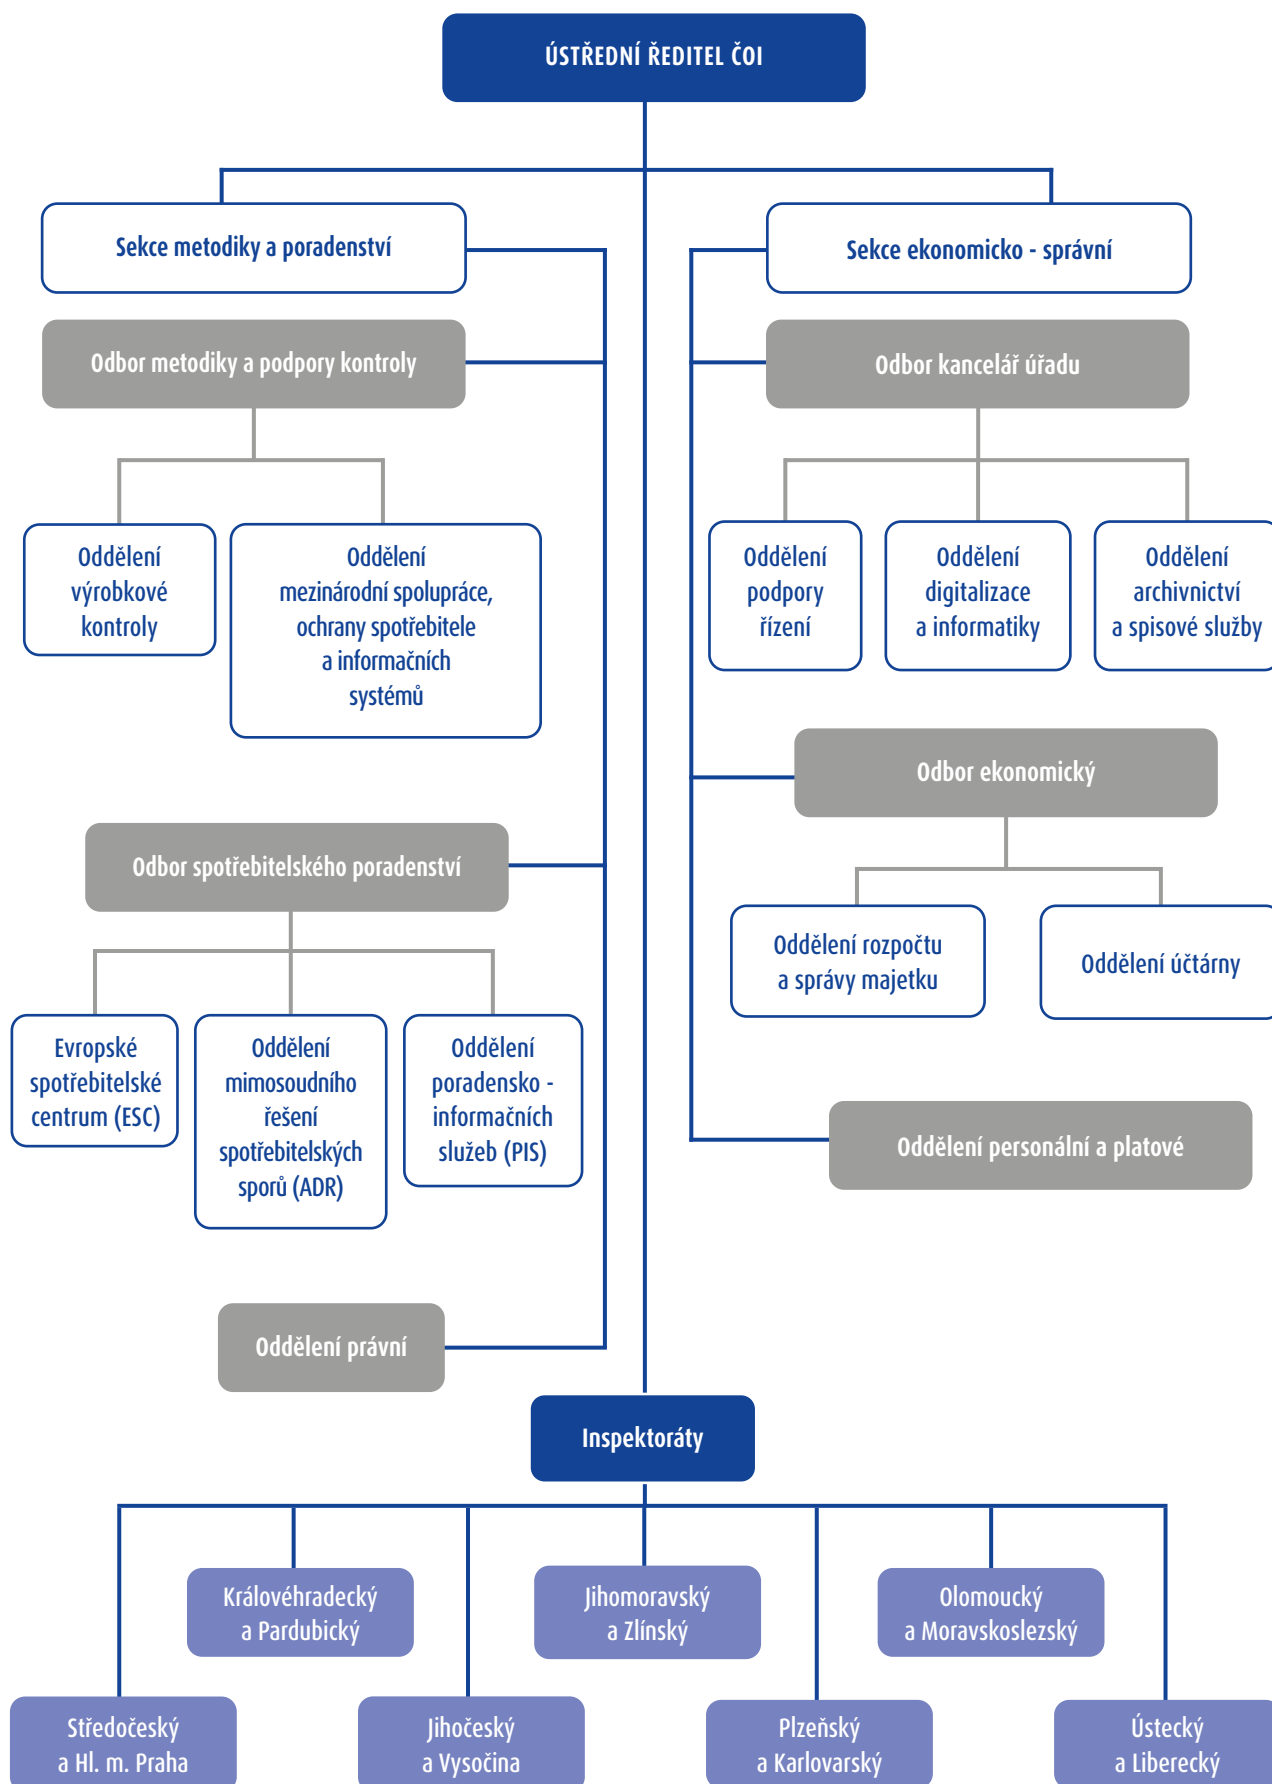 ÚSTŘEDNÍ ŘEDITEL ČOI
Sekce metodiky a poradenství
Sekce ekonomicko - správní
Odbor metodiky a podpory kontroly
Odbor kancelář úřadu
Oddělení
výrobkové
kontroly
Oddělení
mezinárodní spolupráce,
ochrany spotřebitele
a informačních
systémů
Oddělení
podpory
řízení
Oddělení
digitalizace
a informatiky
Oddělení
archivnictví
a spisové služby
Odbor ekonomický
Odbor spotřebitelského poradenství
Oddělení rozpočtu
a správy majetku
Oddělení účtárny
Evropské
spotřebitelské
centrum (ESC)
Oddělení
mimosoudního
řešení
spotřebitelských
sporů (ADR)
Oddělení
poradensko -
informačních
služeb (PIS)
Oddělení personální a platové
Oddělení právní
Inspektoráty
Královéhradecký
a Pardubický
Jihomoravský
a Zlínský
Olomoucký
a Moravskoslezský
Středočeský
a Hl. m. Praha
Jihočeský
a Vysočina
Plzeňský
a Karlovarský
Ústecký
a Liberecký